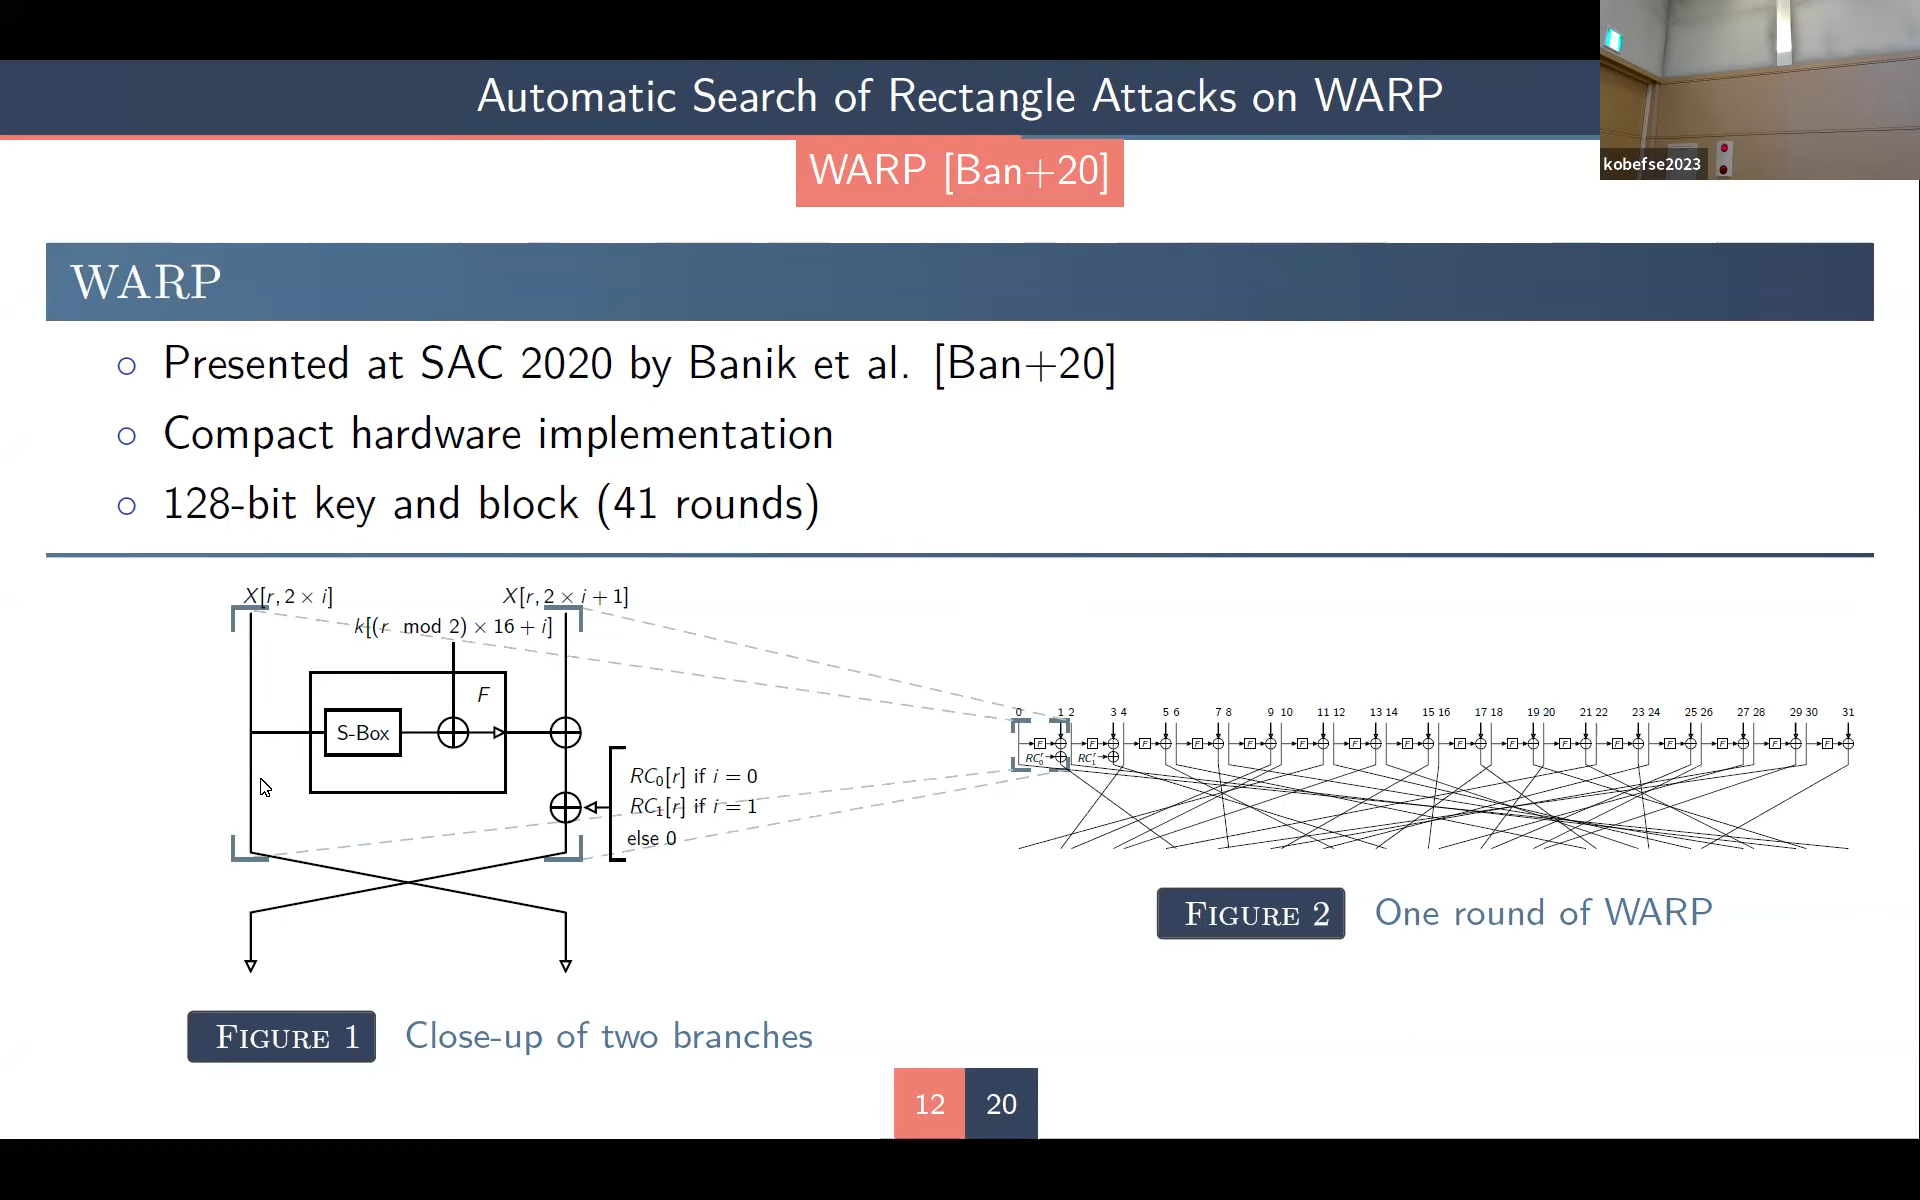 Automatic Search of Rectangle Attacks on WARP
kobefse2023
WARP [Ban+20]
WARP
Presented at SAC 2020 by Banik et al. [Ban+20]
Compact hardware implementation
128-bit key and block (41 rounds)
X[r, 2 × i]
X[r, 2 × i + 1]
k[(r mod 2) × 16 + i]
F
S-Box
RC₀[r] if i = 0
RC₁[r] if i = 1
else 0
0 1 2 3 4 5 6 7 8 9 10 11 12 13 14 15 16 17 18 19 20 21 22 23 24 25 26 27 28 29 30 31
F F F F F F F F F F F F F F F F
RC₀ʳ RC₁ʳ
FIGURE 2 One round of WARP
FIGURE 1 Close-up of two branches
12 20